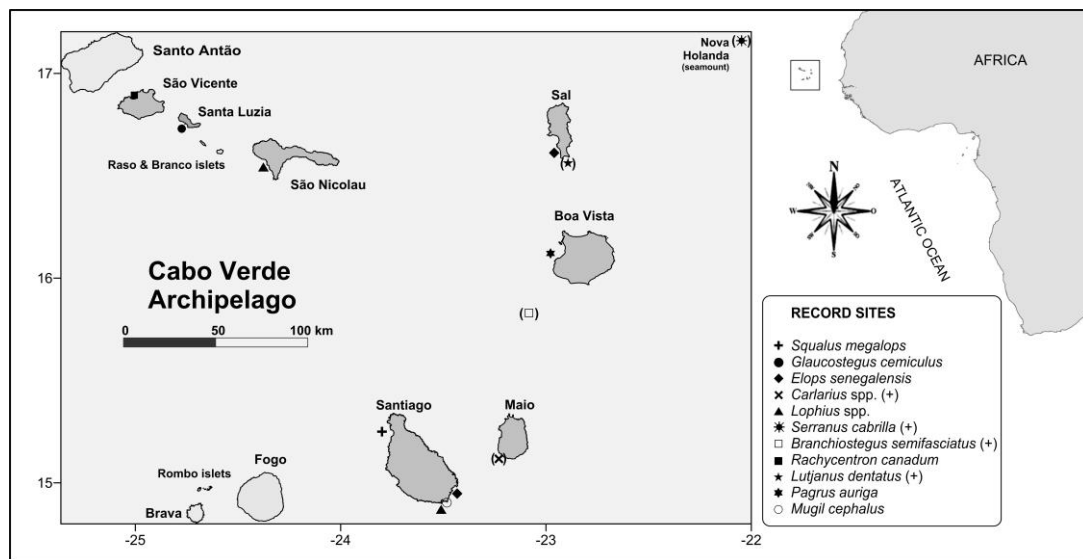 Santo Antão
São Vicente
Santa Luzia
Raso & Branco islets
São Nicolau
Nova
Holanda
(seamount)
Sal
Boa Vista
Cabo Verde
Archipelago
0 50 100 km
Santiago
Maio
Rombo islets
Fogo
Brava
17
16
15
-25 -24 -23 -22
AFRICA
ATLANTIC OCEAN
N
NO
O
SO
S
W
RECORD SITES
Squalus megalops
Glaucostegus cemiculus
Elops senegalensis
Carlarius spp. (+)
Lophius spp.
Serranus cabrilla (+)
Branchiostegus semifasciatus (+)
Rachycentron canadum
Lutjanus dentatus (+)
Pagrus auriga
Mugil cephalus